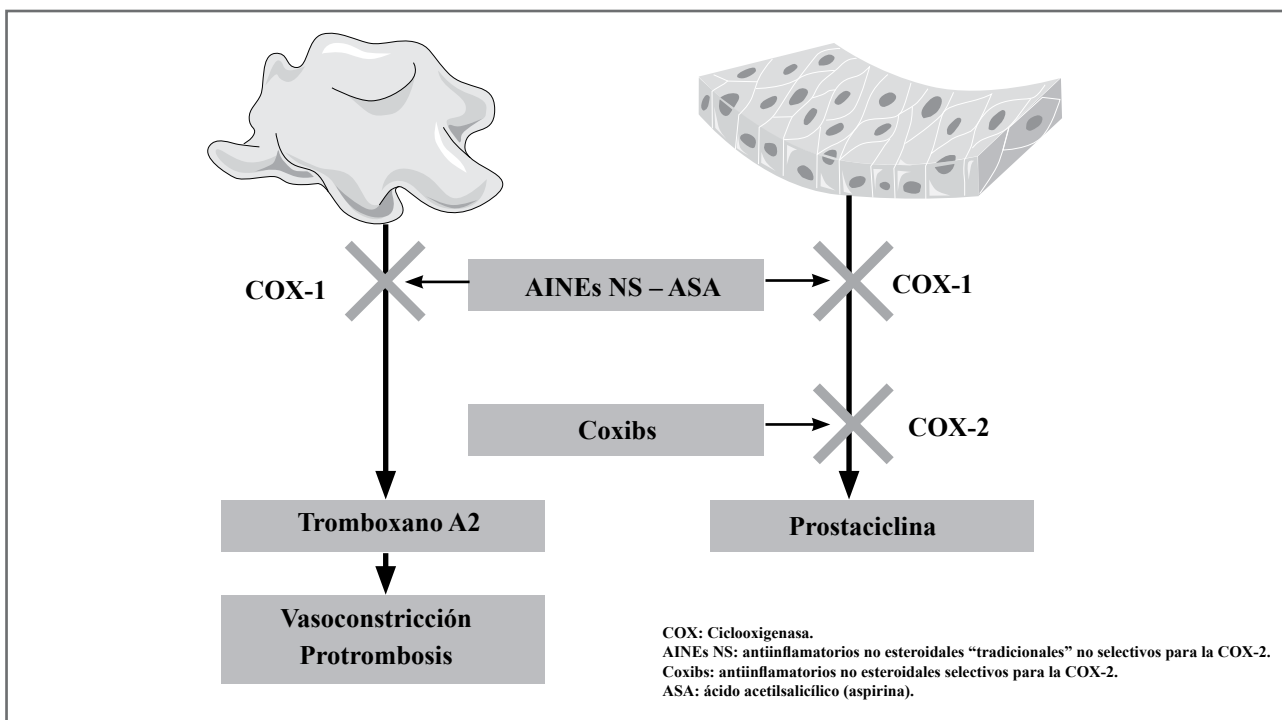 COX-1
AINEs NS – ASA
COX-1
Coxibs
COX-2
Tromboxano A2
Prostaciclina
Vasoconstricción
Protrombosis
COX: Ciclooxigenasa.
AINEs NS: antiinflamatorios no esteroidales “tradicionales” no selectivos para la COX-2.
Coxibs: antiinflamatorios no esteroidales selectivos para la COX-2.
ASA: ácido acetilsalicílico (aspirina).